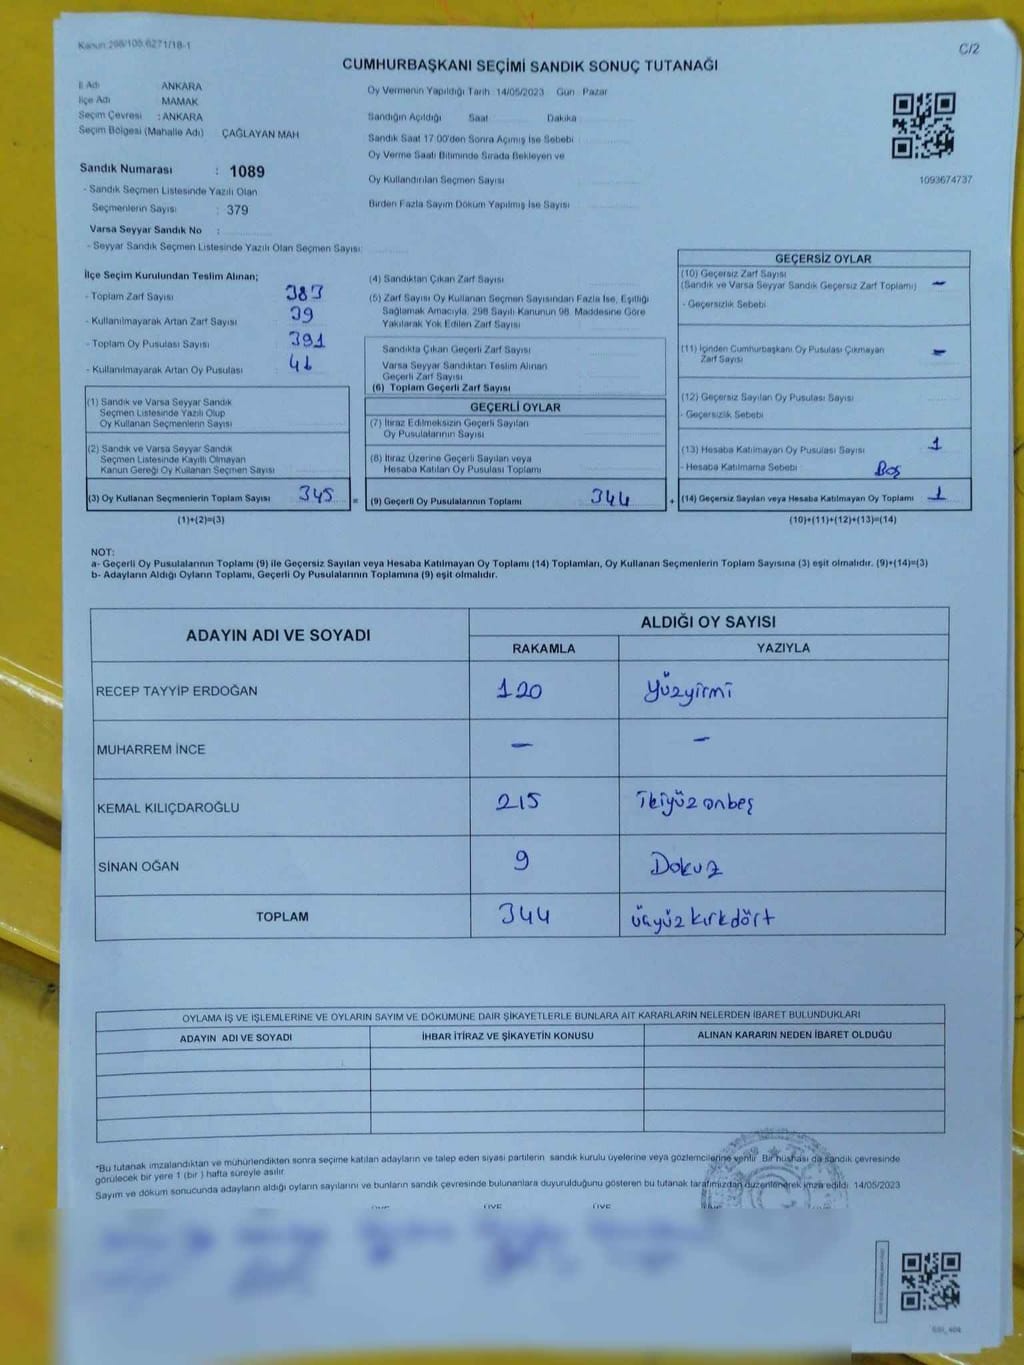 Kanun 298/105.6271/18-1
C/2
CUMHURBAŞKANI SEÇİMİ SANDIK SONUÇ TUTANAĞI
İl Adı ANKARA
İlçe Adı MAMAK
Seçim Çevresi : ANKARA
Seçim Bölgesi (Mahalle Adı) ÇAĞLAYAN MAH
Sandık Numarası : 1089
- Sandık Seçmen Listesinde Yazılı Olan
Seçmenlerin Sayısı : 379
Varsa Seyyar Sandık No :
- Seyyar Sandık Seçmen Listesinde Yazılı Olan Seçmen Sayısı:
Oy Vermenin Yapıldığı Tarih 14/05/2023 Gün Pazar
Sandığın Açıldığı Saat Dakika
Sandık Saat 17 00'den Sonra Açımış İse Sebebi
Oy Verme Saati Bitiminde Sırada Bekleyen ve
Oy Kullandırılan Seçmen Sayısı
Birden Fazla Sayım Döküm Yapılmış İse Sayısı
1093674737
İlçe Seçim Kurulundan Teslim Alınan;
- Toplam Zarf Sayısı 383
- Kullanılmayarak Artan Zarf Sayısı 39
- Toplam Oy Pusulası Sayısı 391
- Kullanılmayarak Artan Oy Pusulası
(1) Sandık ve Varsa Seyyar Sandık
Seçmen Listesinde Yazılı Olup
Oy Kullanan Seçmenlerin Sayısı
(2) Sandık ve Varsa Seyyar Sandık
Seçmen Listesinde Kayıtlı Olmayan
Kanun Gereği Oy Kullanan Seçmen Sayısı
(3) Oy Kullanan Seçmenlerin Toplam Sayısı 345 =
(1)+(2)=(3)
(4) Sandıktan Çıkan Zarf Sayısı
(5) Zarf Sayısı Oy Kullanan Seçmen Sayısından Fazla İse, Eşitliği
Sağlamak Amacıyla, 298 Sayılı Kanunun 98. Maddesine Göre
Yakılarak Yok Edilen Zarf Sayısı
Sandıkta Çıkan Geçerli Zarf Sayısı
Varsa Seyyar Sandıktan Teslim Alınan
Geçerli Zarf Sayısı
(6) Toplam Geçerli Zarf Sayısı
GEÇERLİ OYLAR
(7) İtiraz Edilmeksizin Geçerli Sayılan
Oy Pusulalarının Sayısı
(8) İtiraz Üzerine Geçerli Sayılan veya
Hesaba Katılan Oy Pusulası Toplamı
(9) Geçerli Oy Pusulalarının Toplamı 344 +
GEÇERSİZ OYLAR
(10) Geçersiz Zarf Sayısı
(Sandık ve Varsa Seyyar Sandık Geçersiz Zarf Toplamı) -
- Geçersizlik Sebebi
(11) İçinden Cumhurbaşkanı Oy Pusulası Çıkmayan
Zarf Sayısı -
(12) Geçersiz Sayılan Oy Pusulası Sayısı
- Geçersizlik Sebebi
(13) Hesaba Katılmayan Oy Pusulası Sayısı 1
- Hesaba Katılmama Sebebi Boş
(14) Geçersiz Sayılan veya Hesaba Katılmayan Oy Toplamı 1
(10)+(11)+(12)+(13)=(14)
NOT:
a- Geçerli Oy Pusulalarının Toplamı (9) ile Geçersiz Sayılan veya Hesaba Katılmayan Oy Toplamı (14) Toplamları, Oy Kullanan Seçmenlerin Toplam Sayısına (3) eşit olmalıdır. (9)+(14)=(3)
b- Adayların Aldığı Oyların Toplamı, Geçerli Oy Pusulalarının Toplamına (9) eşit olmalıdır.
ADAYIN ADI VE SOYADI ALDIĞI OY SAYISI
RAKAMLA YAZIYLA
RECEP TAYYİP ERDOĞAN 120 Yüzyirmi
MUHARREM İNCE - -
KEMAL KILIÇDAROĞLU 215 ikiyüz onbeş
SİNAN OĞAN 9 Dokuz
TOPLAM 344 üçyüz kırkdört
OYLAMA İŞ VE İŞLEMLERİNE VE OYLARIN SAYIM VE DÖKÜMÜNE DAİR ŞİKAYETLERLE BUNLARA AİT KARARLARIN NELERDEN İBARET BULUNDUKLARI
ADAYIN ADI VE SOYADI İHBAR İTİRAZ VE ŞİKAYETİN KONUSU ALINAN KARARIN NEDEN İBARET OLDUĞU
*Bu tutanak imzalandıktan ve mühürlendikten sonra seçime katılan adayların ve talep eden siyasi partilerin sandık kurulu üyelerine veya gözlemcilerine verilir. Bir nüshası da sandık çevresinde
görülecek bir yere 1 (bir ) hafta süreyle asılır.
Sayım ve döküm sonucunda adayların aldığı oyların sayılarını ve bunların sandık çevresinde bulunanlara duyurulduğunu gösteren bu tutanak tarafımızdan düzenlenerek imza edildi. 14/05/2023
ÜYE ÜYE ÜYE